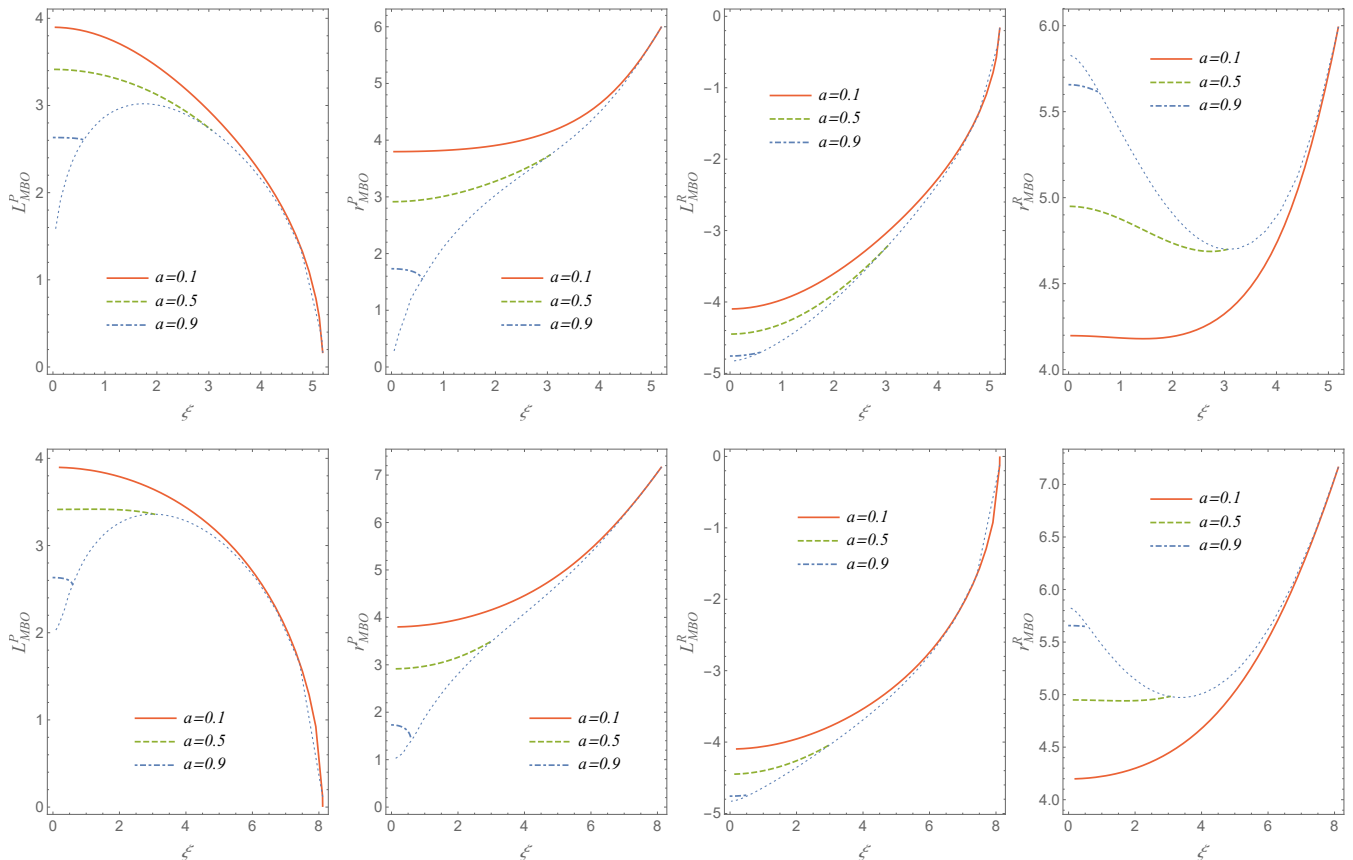 L^P_MBO
4
3
2
1
0
a=0.1
a=0.5
a=0.9
0 1 2 3 4 5
ξ
r^P_MBO
6
5
4
3
2
1
0
a=0.1
a=0.5
a=0.9
0 1 2 3 4 5
ξ
L^R_MBO
0
−1
−2
−3
−4
−5
a=0.1
a=0.5
a=0.9
0 1 2 3 4 5
ξ
r^R_MBO
6.0
5.5
5.0
4.5
4.0
a=0.1
a=0.5
a=0.9
0 1 2 3 4 5
ξ
L^P_MBO
4
3
2
1
0
a=0.1
a=0.5
a=0.9
0 2 4 6 8
ξ
r^P_MBO
7
6
5
4
3
2
1
0
a=0.1
a=0.5
a=0.9
0 2 4 6 8
ξ
L^R_MBO
0
−1
−2
−3
−4
−5
a=0.1
a=0.5
a=0.9
0 2 4 6 8
ξ
r^R_MBO
7.0
6.5
6.0
5.5
5.0
4.5
4.0
a=0.1
a=0.5
a=0.9
0 2 4 6 8
ξ